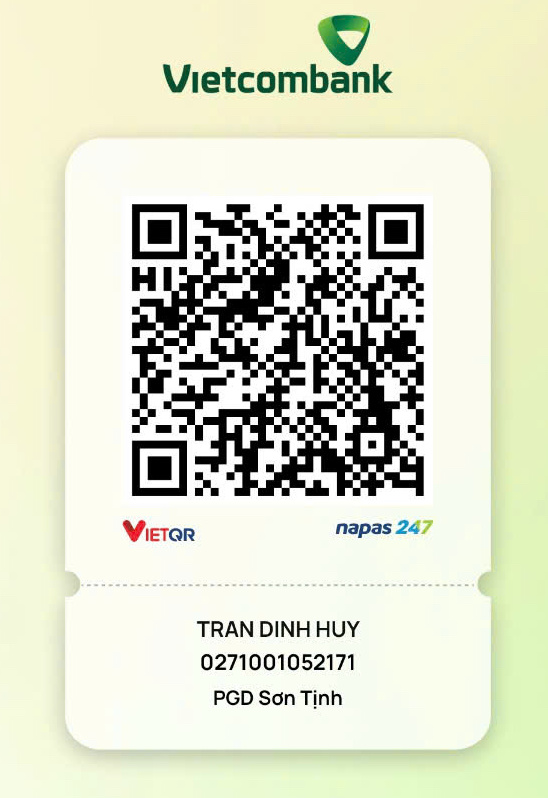 Vietcombank
VIETQR
napas 247
TRAN DINH HUY
0271001052171
PGD Sơn Tịnh